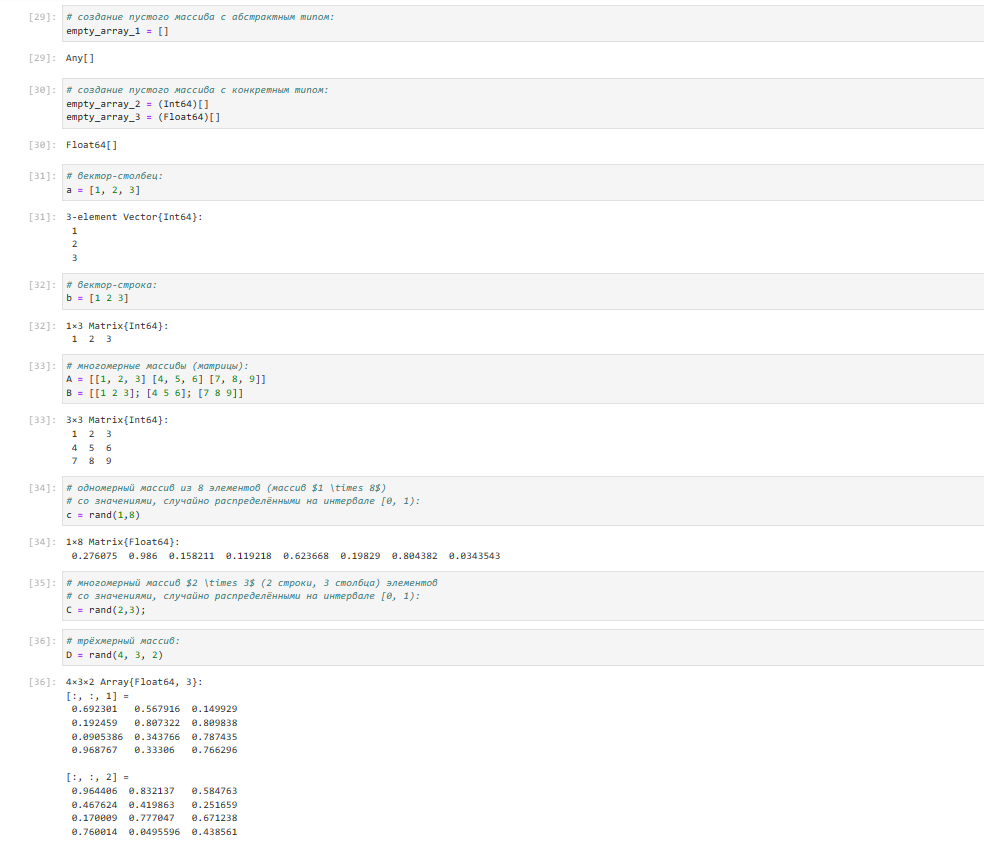 [29]: # создание пустого массива с абстрактным типом:
empty_array_1 = []
[29]: Any[]
[30]: # создание пустого массива с конкретным типом:
empty_array_2 = (Int64)[]
empty_array_3 = (Float64)[]
[30]: Float64[]
[31]: # вектор-столбец:
a = [1, 2, 3]
[31]: 3-element Vector{Int64}:
1
2
3
[32]: # вектор-строка:
b = [1 2 3]
[32]: 1×3 Matrix{Int64}:
1 2 3
[33]: # многомерные массивы (матрицы):
A = [[1, 2, 3] [4, 5, 6] [7, 8, 9]]
B = [[1 2 3]; [4 5 6]; [7 8 9]]
[33]: 3×3 Matrix{Int64}:
1 2 3
4 5 6
7 8 9
[34]: # одномерный массив из 8 элементов (массив $1 \times 8$)
# со значениями, случайно распределёнными на интервале [0, 1):
c = rand(1,8)
[34]: 1×8 Matrix{Float64}:
0.276075 0.986 0.158211 0.119218 0.623668 0.19829 0.804382 0.0343543
[35]: # многомерный массив $2 \times 3$ (2 строки, 3 столбца) элементов
# со значениями, случайно распределёнными на интервале [0, 1):
C = rand(2,3);
[36]: # трёхмерный массив:
D = rand(4, 3, 2)
[36]: 4×3×2 Array{Float64, 3}:
[:, :, 1] =
0.692301 0.567916 0.149929
0.192459 0.807322 0.809838
0.0905386 0.343766 0.787435
0.968767 0.33306 0.766296
[:, :, 2] =
0.964406 0.832137 0.584763
0.467624 0.419863 0.251659
0.170009 0.777047 0.671238
0.760014 0.0495596 0.438561